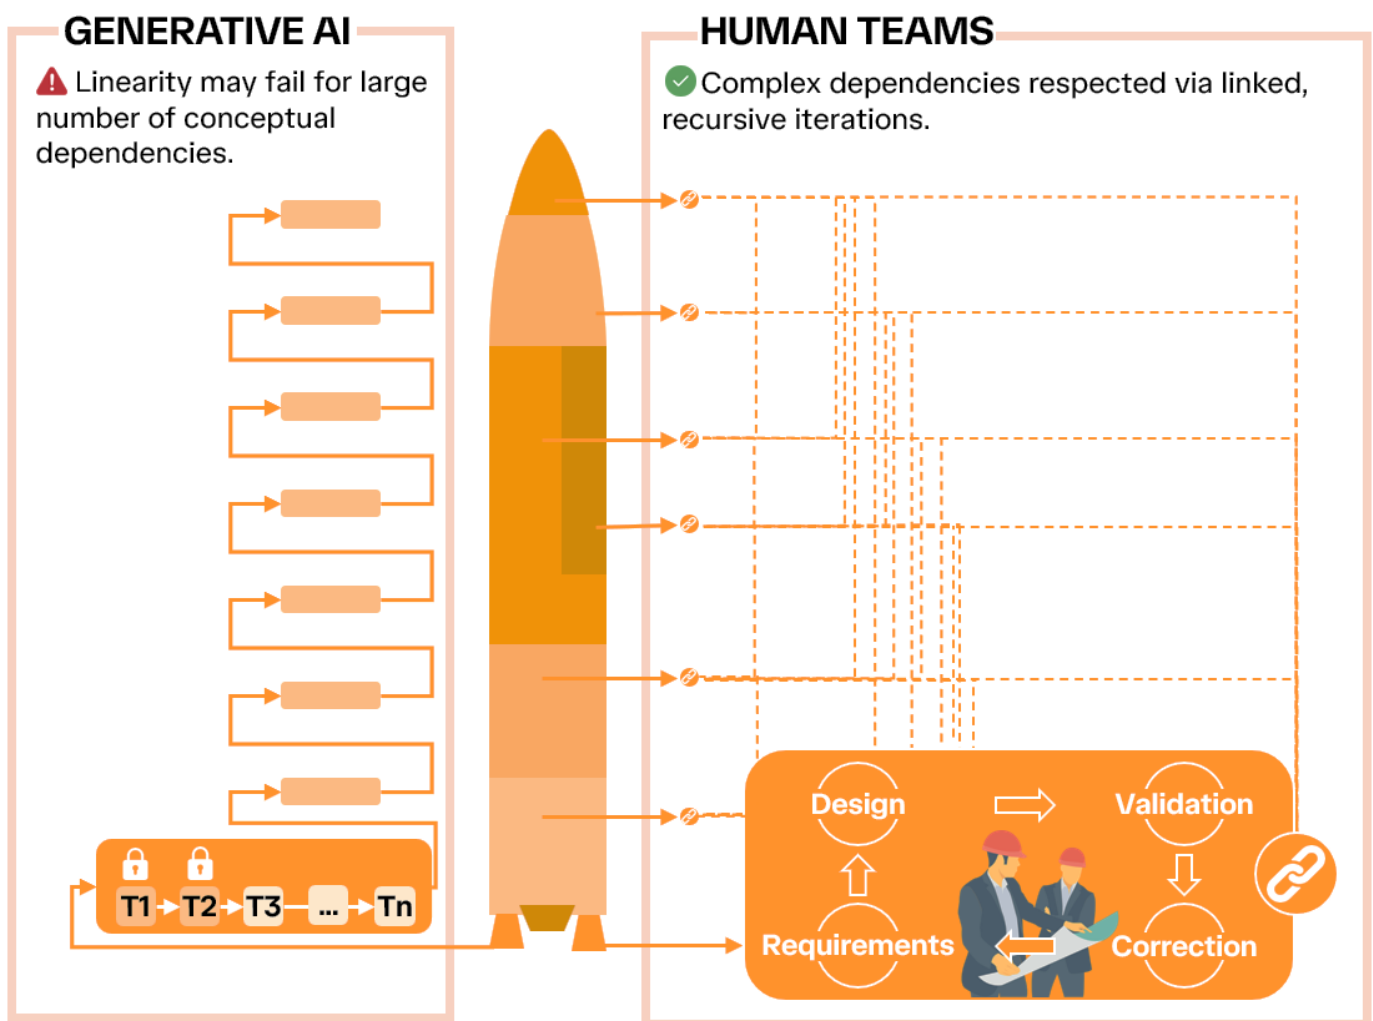 GENERATIVE AI
Linearity may fail for large
number of conceptual
dependencies.
T1
T2
T3
...
Tn
HUMAN TEAMS
Complex dependencies respected via linked,
recursive iterations.
Design
Validation
Requirements
Correction